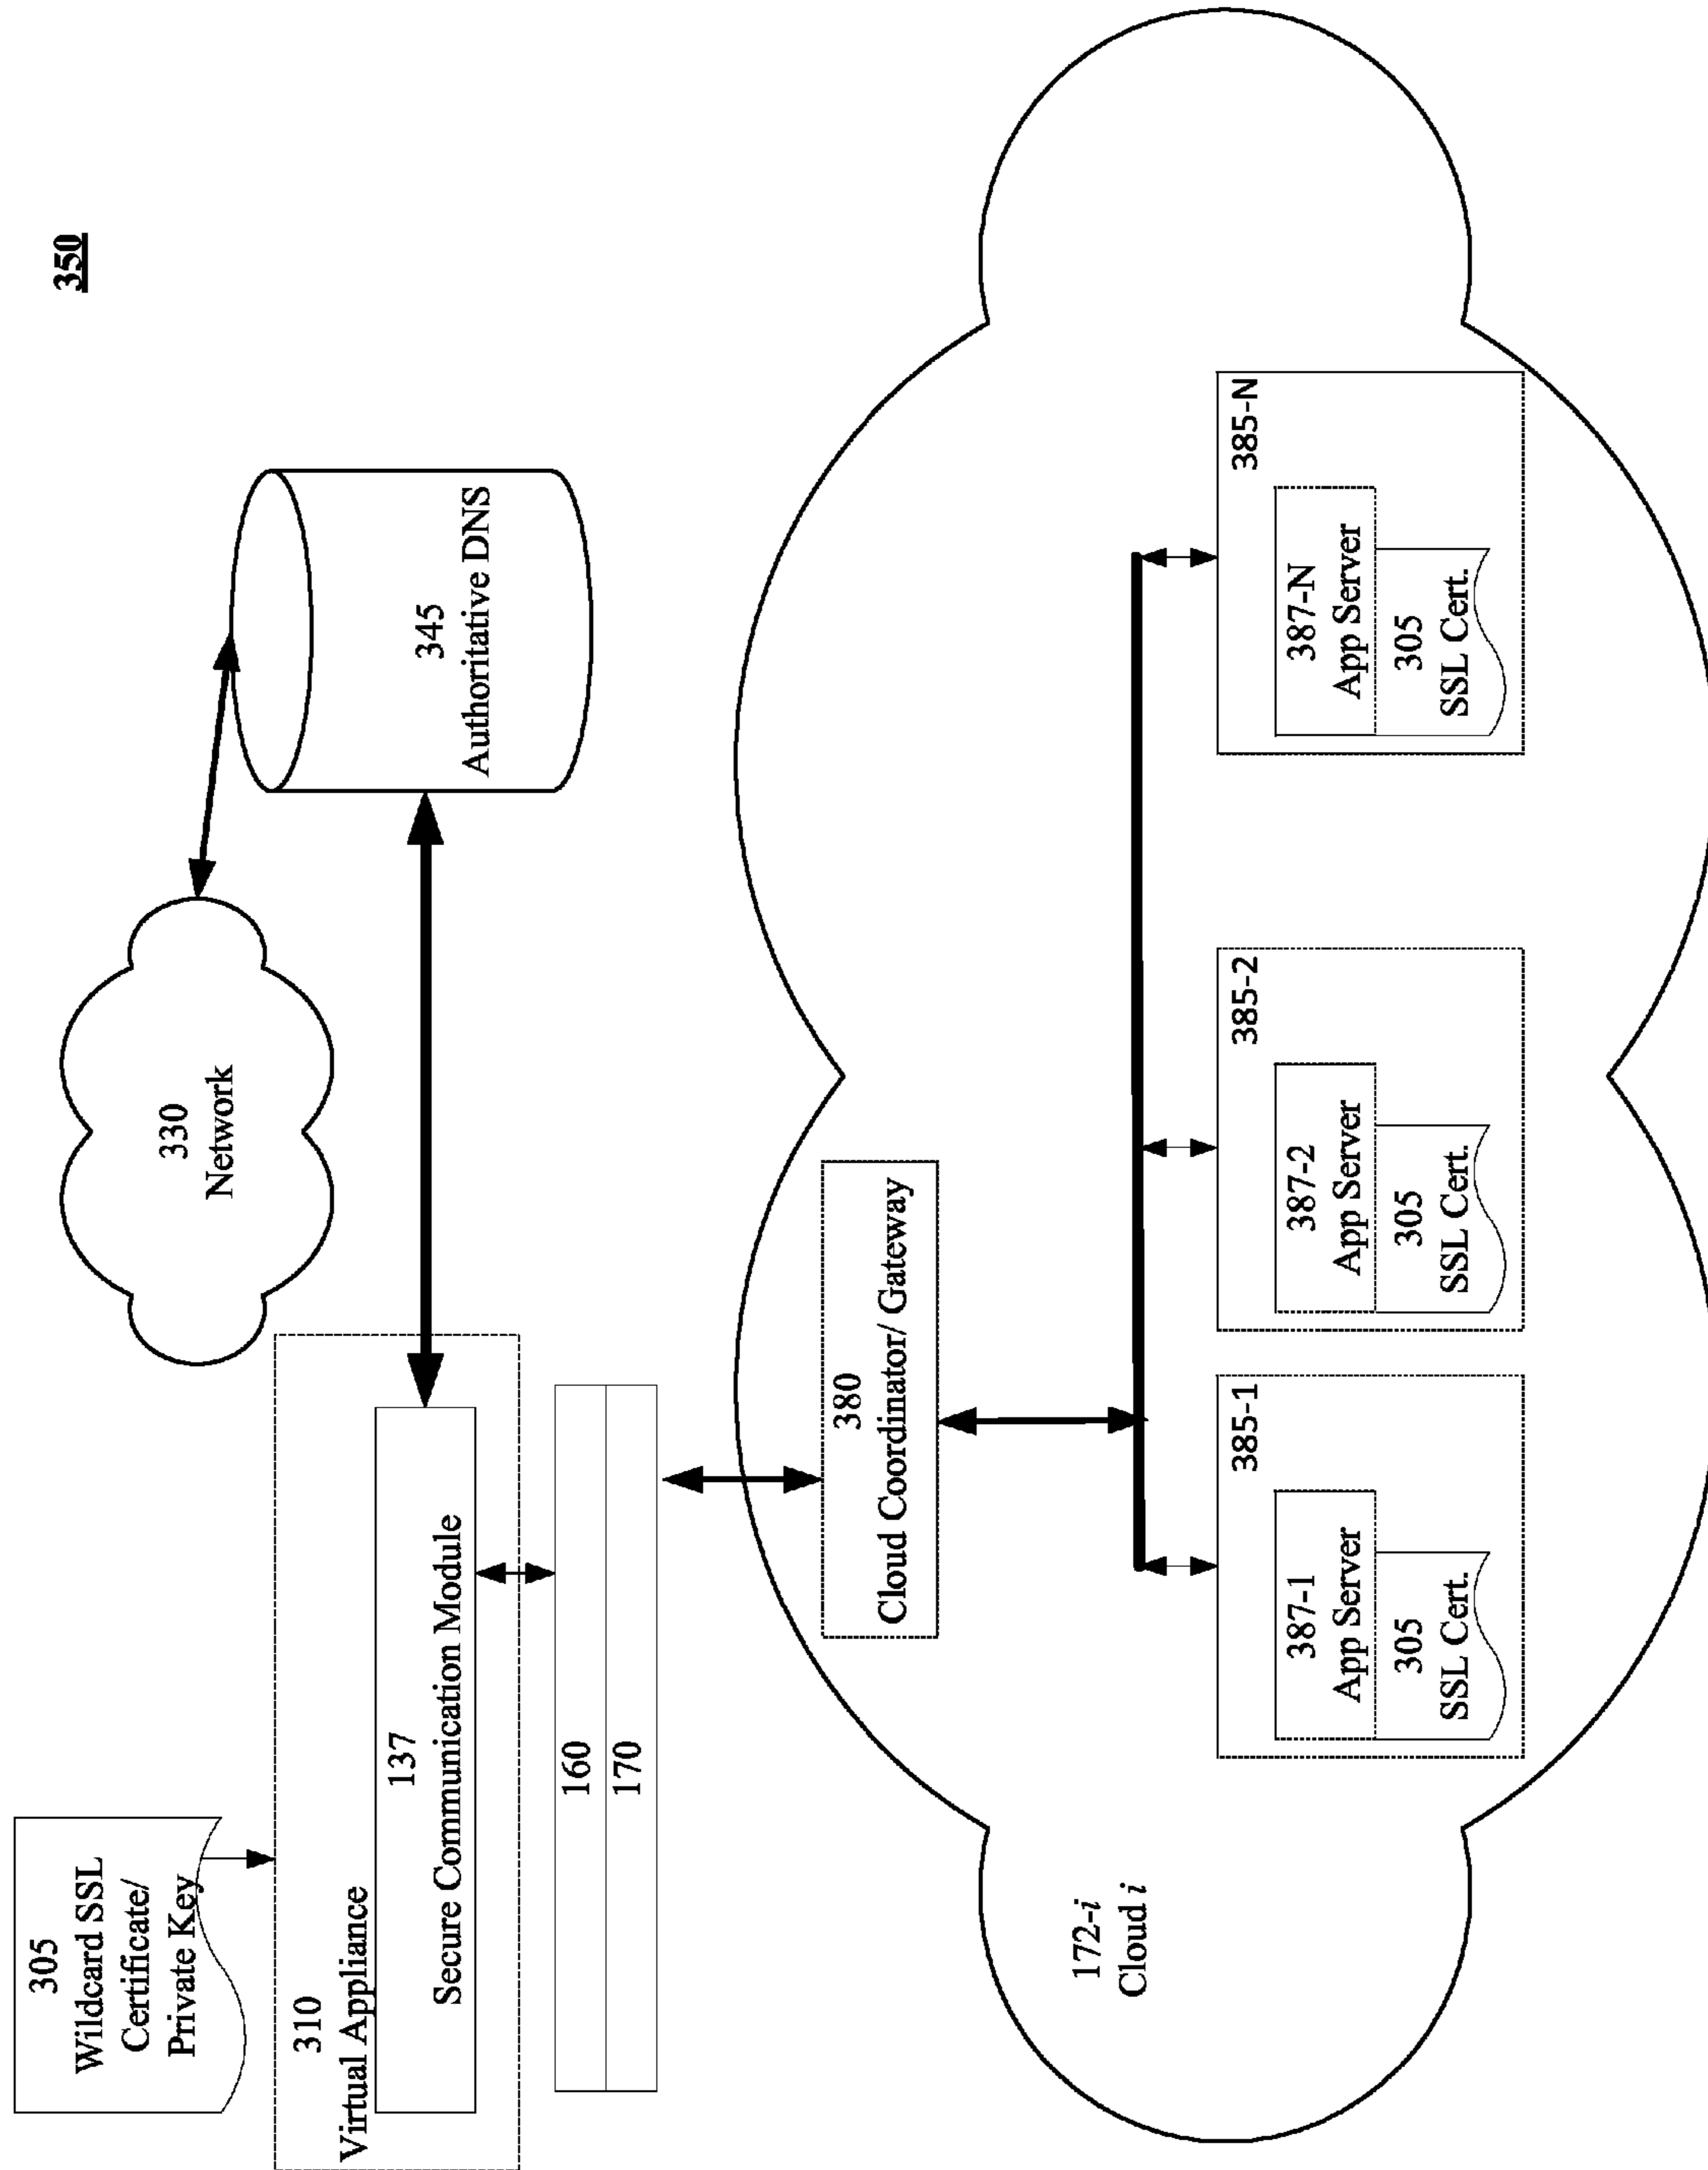 350
305
Wildcard SSL
Certificate/
Private Key
310
Virtual Appliance
137
Secure Communication Module
160
170
330
Network
345
Authoritative DNS
172-i
Cloud i
380
Cloud Coordinator/ Gateway
385-1
387-1
App Server
305
SSL Cert.
385-2
387-2
App Server
305
SSL Cert.
385-N
387-N
App Server
305
SSL Cert.